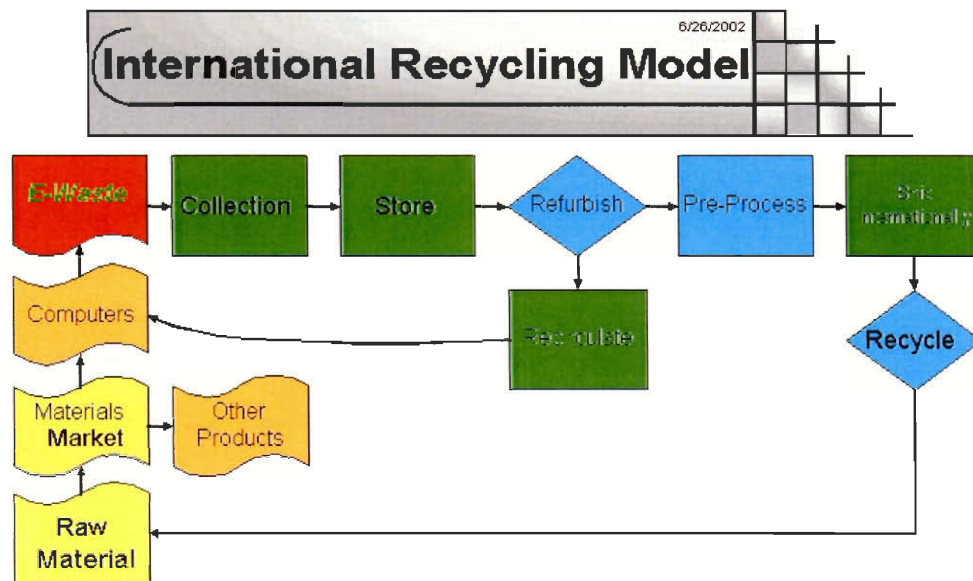 6/26/2002
International Recycling Model
E-Waste
Collection
Store
Refurbish
Pre-Process
Recirculate
Computers
Recycle
Materials
Market
Other
Products
Raw
Material